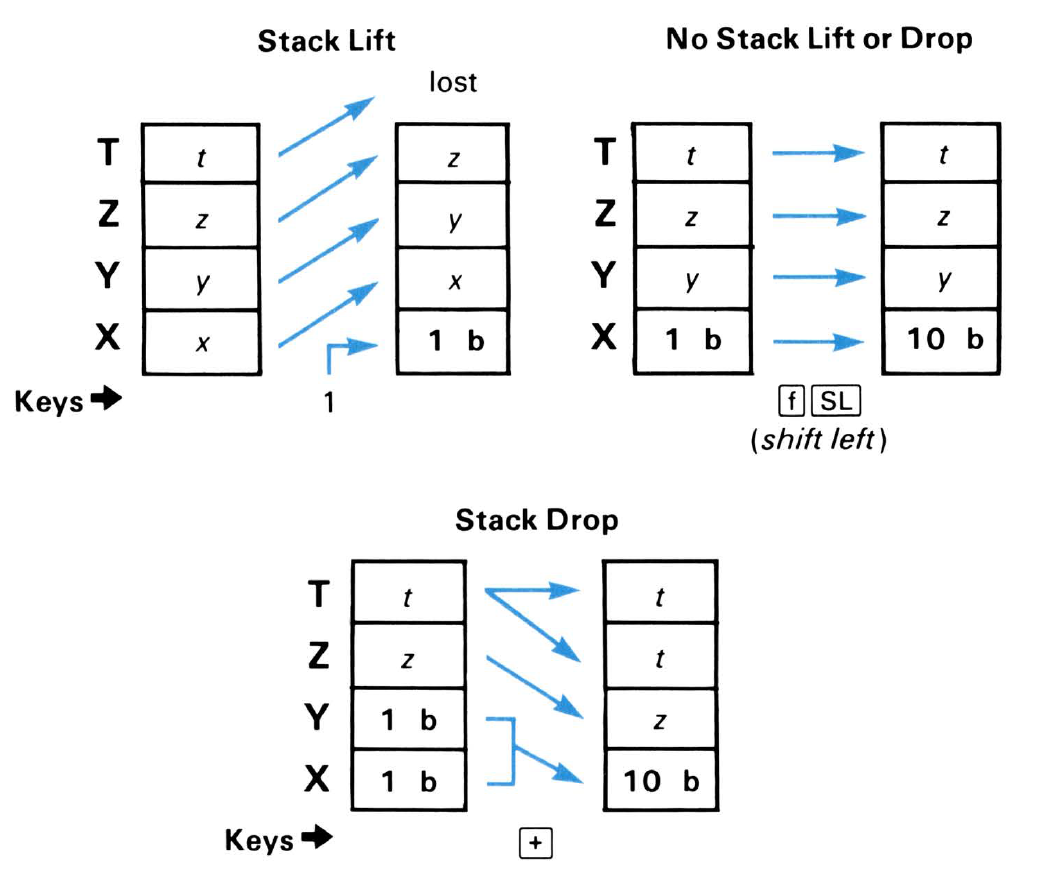 Stack Lift
lost
T t z
Z z y
Y y x
X x 1 b
Keys 1
No Stack Lift or Drop
T t t
Z z z
Y y y
X 1 b 10 b
f SL
(shift left)
Stack Drop
T t t
Z z t
Y 1 b z
X 1 b 10 b
Keys +